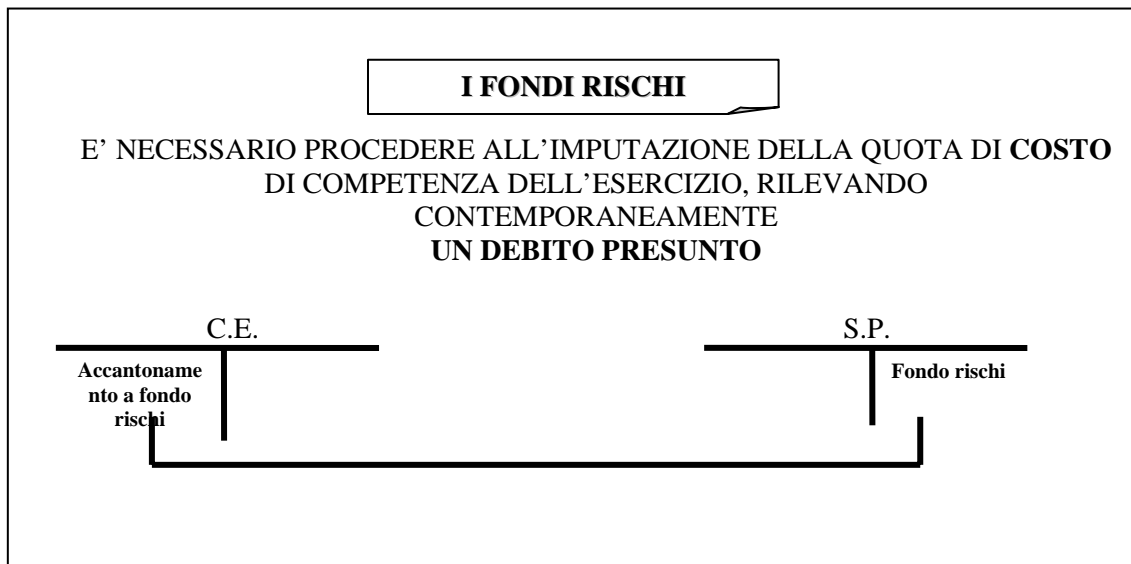 I FONDI RISCHI
E’ NECESSARIO PROCEDERE ALL’IMPUTAZIONE DELLA QUOTA DI COSTO
DI COMPETENZA DELL’ESERCIZIO, RILEVANDO
CONTEMPORANEAMENTE
UN DEBITO PRESUNTO
C.E.
Accantoname
nto a fondo
rischi
S.P.
Fondo rischi